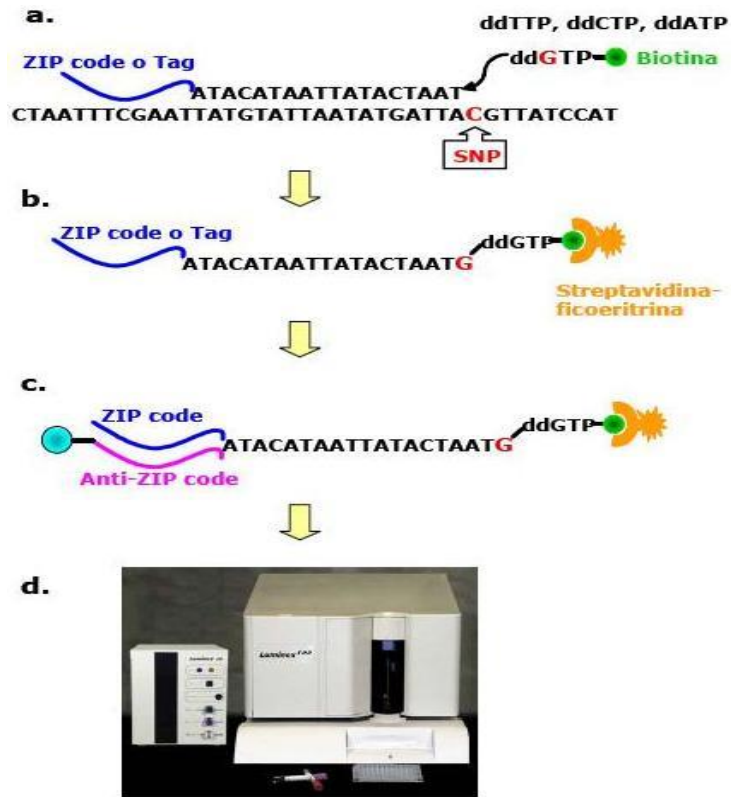 a.
ddTTP, ddCTP, ddATP
ZIP code o Tag
ddGTP
Biotina
ATACATAATTATACTAAT
CTAATTTCGAATTATGTATTAATATGATTACGTTATCCAT
SNP
b.
ZIP code o Tag
ddGTP
ATACATAATTATACTAATG
Streptavidina-
ficoeritrina
c.
ZIP code
ddGTP
ATACATAATTATACTAATG
Anti-ZIP code
d.
Luminex